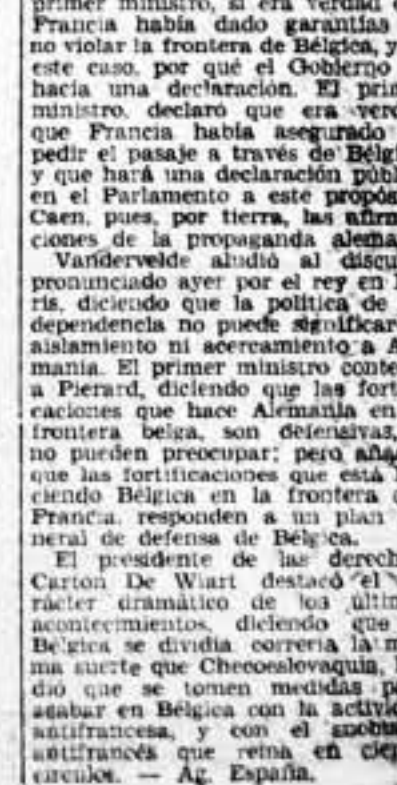 primer ministro, si era verdad
Francia había dado garantías
no violar la frontera de Bélgica, y
este caso, por qué el Gobierno
hacía una declaración. El prim
ministro, declaró que era verd
que Francia había asegurado
pedir el pasaje a través de Bélgi
y que hará una declaración públ
en el Parlamento a este propós
Caen, pues, por tierra, las afirm
ciones de la propaganda alema
Vandervelde aludió al discu
pronunciado ayer por el rey en
ris, diciendo que la política de
dependencia no puede significar
aislamiento ni acercamiento a A
mania. El primer ministro conte
a Pierard, diciendo que las forti
caciones que hace Alemania en
frontera belga, son defensivas,
no pueden preocupar; pero aña
que las fortificaciones que está
ciendo Bélgica en la frontera
Francia, responden a un plan
neral de defensa de Bélgica.
El presidente de las derech
Carton De Wiart destacó el
rácter dramático de los últim
acontecimientos, diciendo que
Bélgica se dividía correría la m
ma suerte que Checoeslovaquia,
dió que se tomen medidas p
acabar en Bélgica con la activid
antifrancesa, y con el snobi
antifrancés que reina en cier
círculos. — Ag. España.